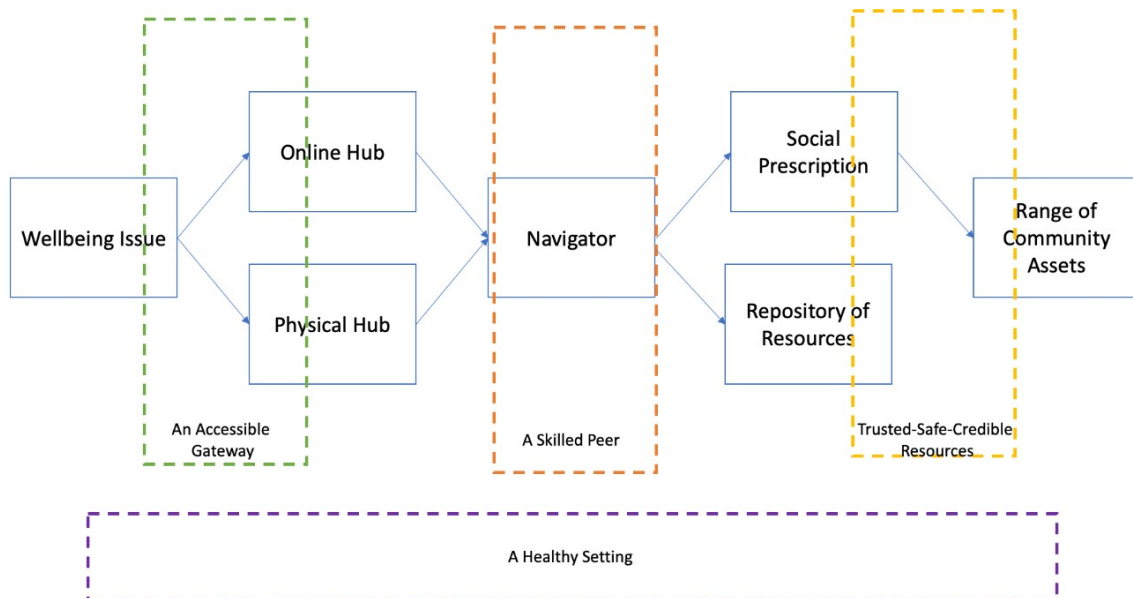 Wellbeing Issue
Online Hub
Physical Hub
An Accessible
Gateway
Navigator
A Skilled Peer
Social
Prescription
Repository of
Resources
Trusted-Safe-Credible
Resources
Range of
Community
Assets
A Healthy Setting